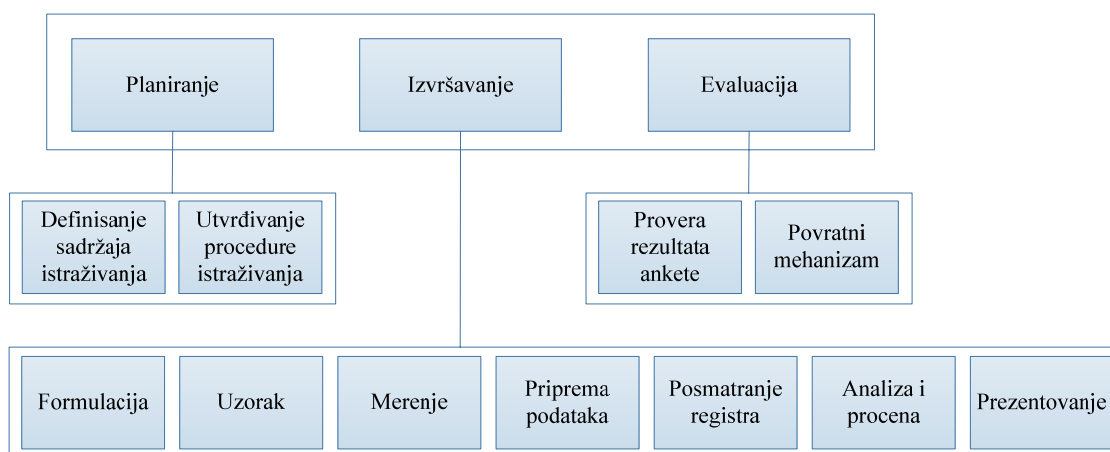 Planiranje
Izvršavanje
Evaluacija
Definisanje
sadržaja
istraživanja
Utvrđivanje
procedure
istraživanja
Provera
rezultata
ankete
Povratni
mehanizam
Formulacija
Uzorak
Merenje
Priprema
podataka
Posmatranje
registra
Analiza i
procena
Prezentovanje